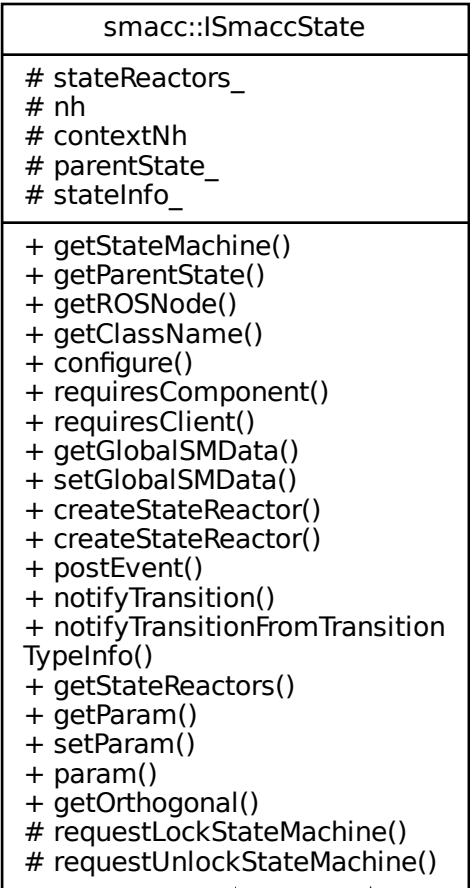 smacc::ISmaccState
# stateReactors_
# nh
# contextNh
# parentState_
# stateInfo_
+ getStateMachine()
+ getParentState()
+ getROSNode()
+ getClassName()
+ configure()
+ requiresComponent()
+ requiresClient()
+ getGlobalSMData()
+ setGlobalSMData()
+ createStateReactor()
+ createStateReactor()
+ postEvent()
+ notifyTransition()
+ notifyTransitionFromTransition
TypeInfo()
+ getStateReactors()
+ getParam()
+ setParam()
+ param()
+ getOrthogonal()
# requestLockStateMachine()
# requestUnlockStateMachine()